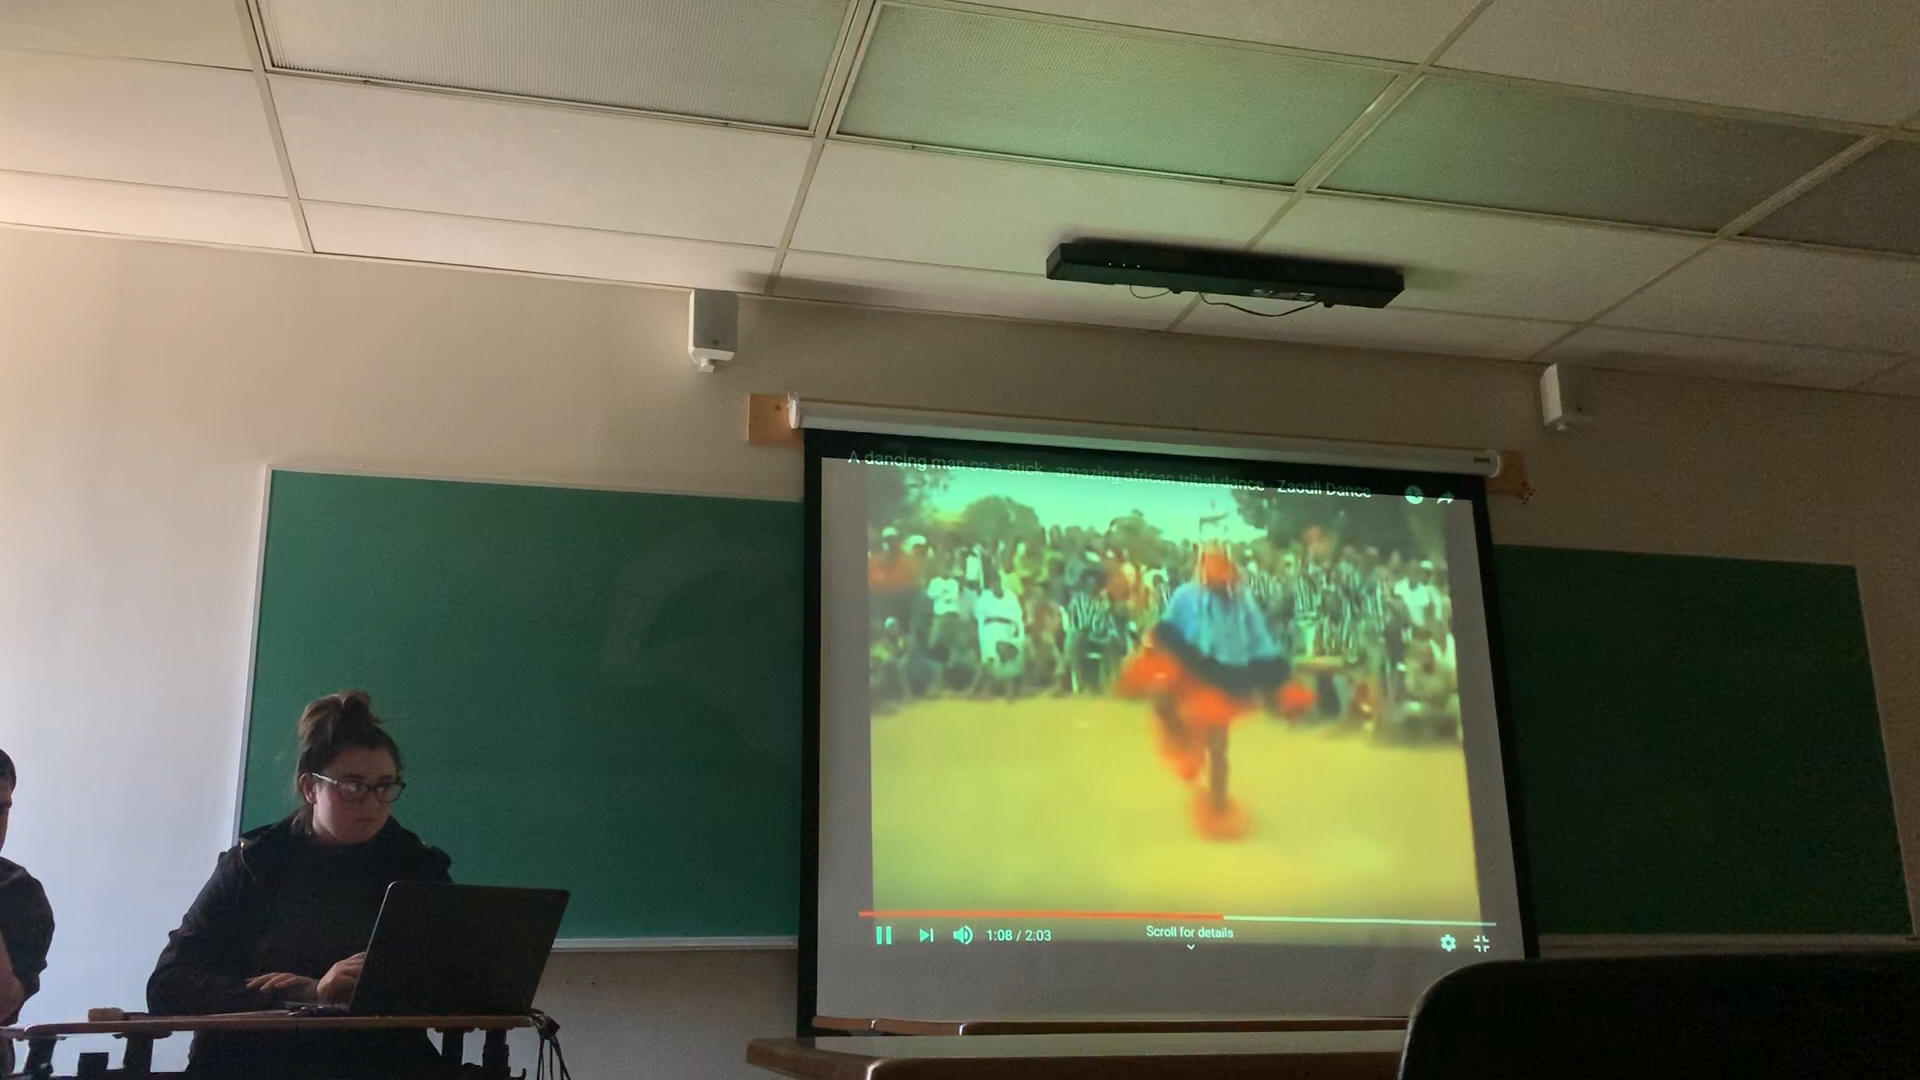 A dancing man on a stick - amazing african tribal dance - Zaouli Dance
1:08 / 2:03
Scroll for details